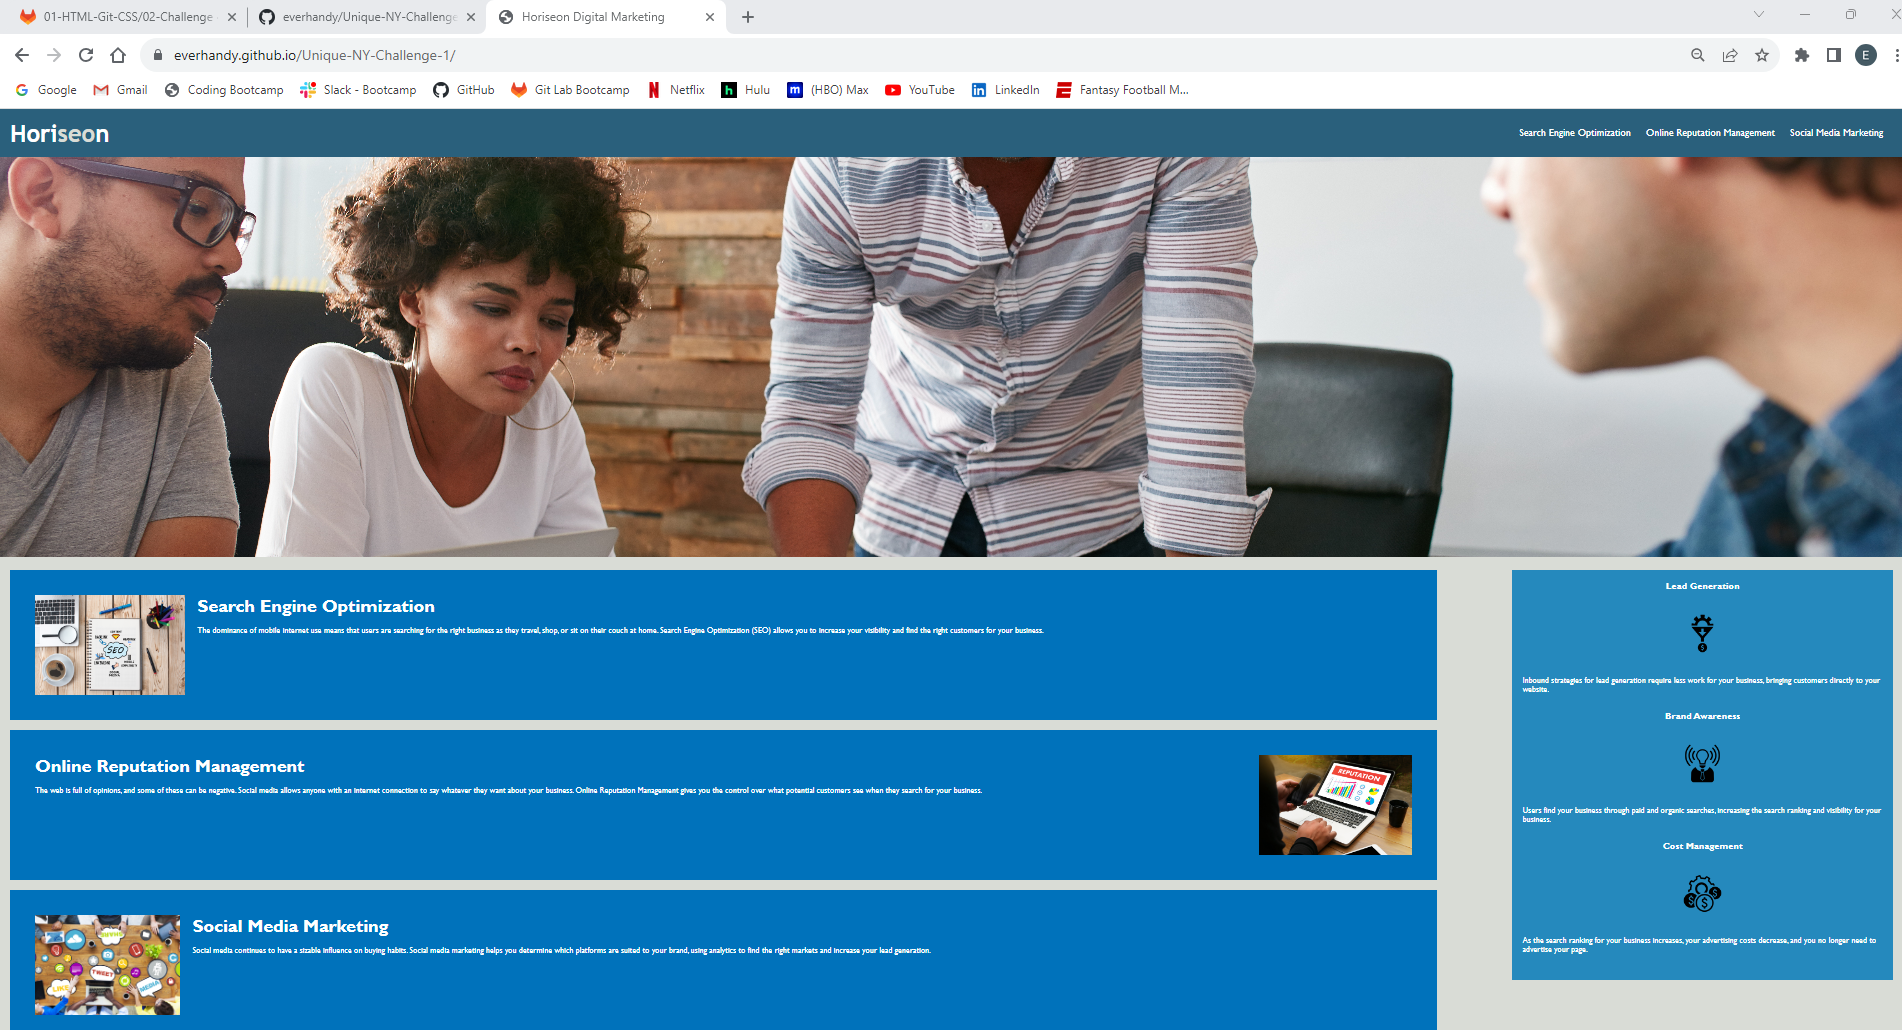 01-HTML-Git-CSS/02-Challenge
everhandy/Unique-NY-Challenge
Horiseon Digital Marketing
everhandy.github.io/Unique-NY-Challenge-1/
E
Google
Gmail
Coding Bootcamp
Slack - Bootcamp
GitHub
Git Lab Bootcamp
Netflix
h Hulu
m (HBO) Max
YouTube
in LinkedIn
Fantasy Football M...
Horiseon
Search Engine Optimization
Online Reputation Management
Social Media Marketing
SEO
Search Engine Optimization
The dominance of mobile internet use means that users are searching for the right business as they travel, shop, or sit on their couch at home. Search Engine Optimization (SEO) allows you to increase your visibility and find the right customers for your business.
Online Reputation Management
The web is full of opinions, and some of these can be negative. Social media allows anyone with an internet connection to say whatever they want about your business. Online Reputation Management gives you the control over what potential customers see when they search for your business.
REPUTATION
SHARE
TWEET
LIKE
MEDIA
Social Media Marketing
Social media continues to have a sizable influence on buying habits. Social media marketing helps you determine which platforms are suited to your brand, using analytics to find the right markets and increase your lead generation.
Lead Generation
Inbound strategies for lead generation require less work for your business, bringing customers directly to your
website.
Brand Awareness
Users find your business through paid and organic searches, increasing the search ranking and visibility for your
business.
Cost Management
As the search ranking for your business increases, your advertising costs decrease, and you no longer need to
advertise your page.